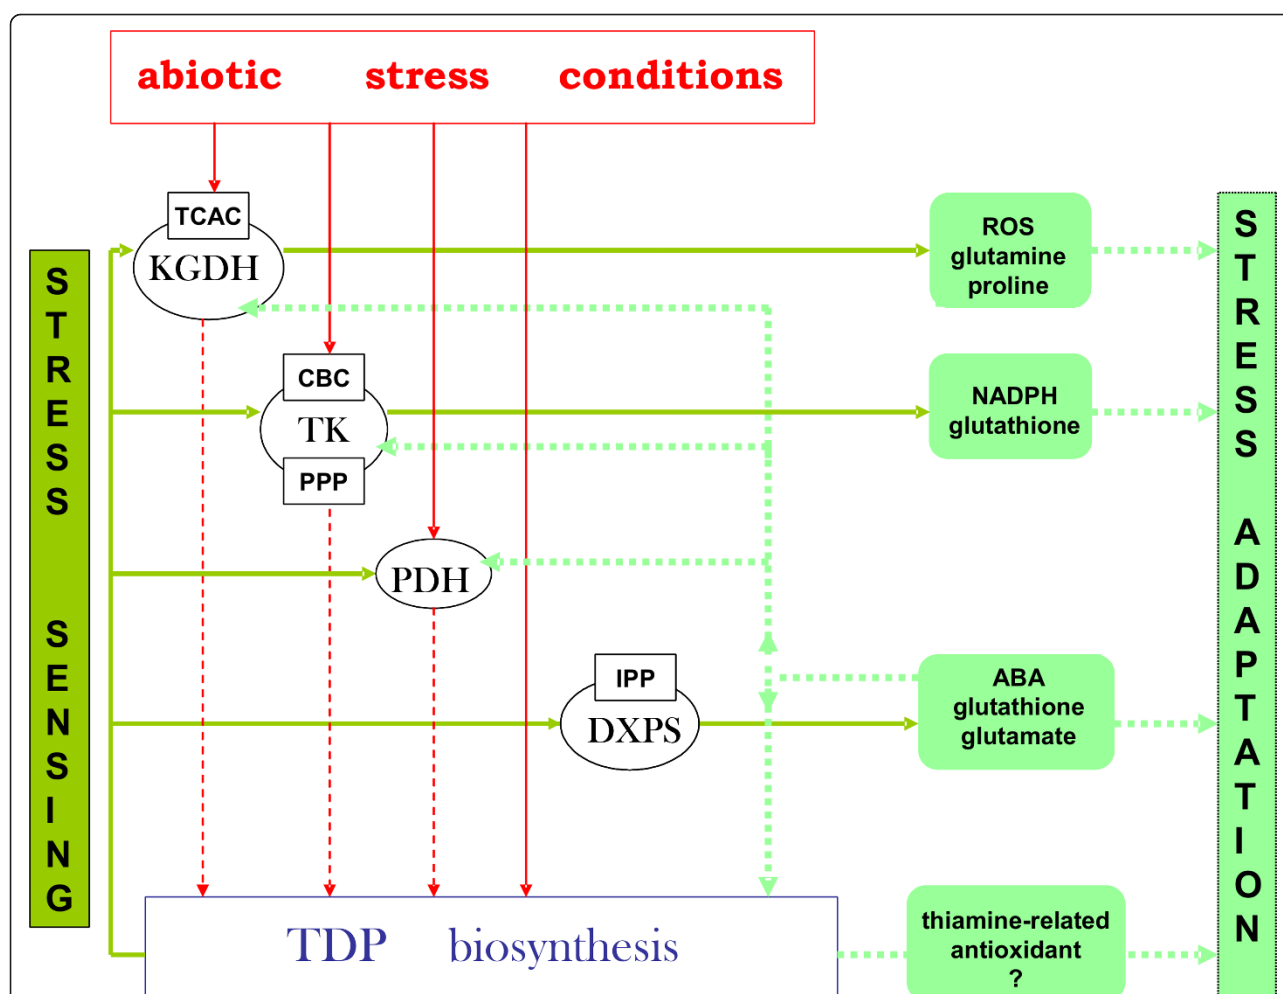 abiotic stress conditions
TCAC
KGDH
ROS
glutamine
proline
STRESS SENSING
STRESS ADAPTATION
CBC
TK
PPP
NADPH
glutathione
PDH
IPP
DXPS
ABA
glutathione
glutamate
TDP biosynthesis
thiamine-related
antioxidant
?